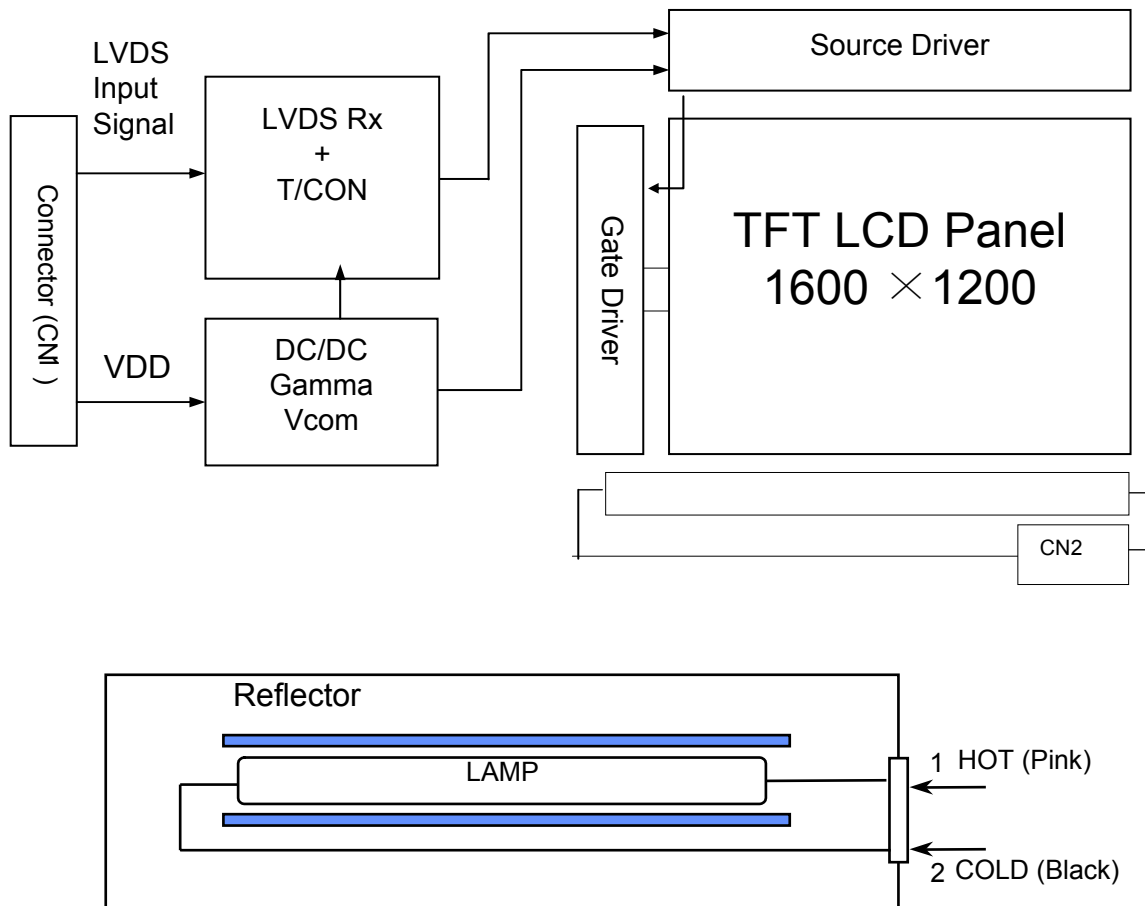 LVDS
Input
Signal
Source Driver
LVDS Rx
+
T/CON
Connector (CN1 )
Gate Driver
TFT LCD Panel
1600 × 1200
VDD
DC/DC
Gamma
Vcom
CN2
Reflector
LAMP
1 HOT (Pink)
2 COLD (Black)